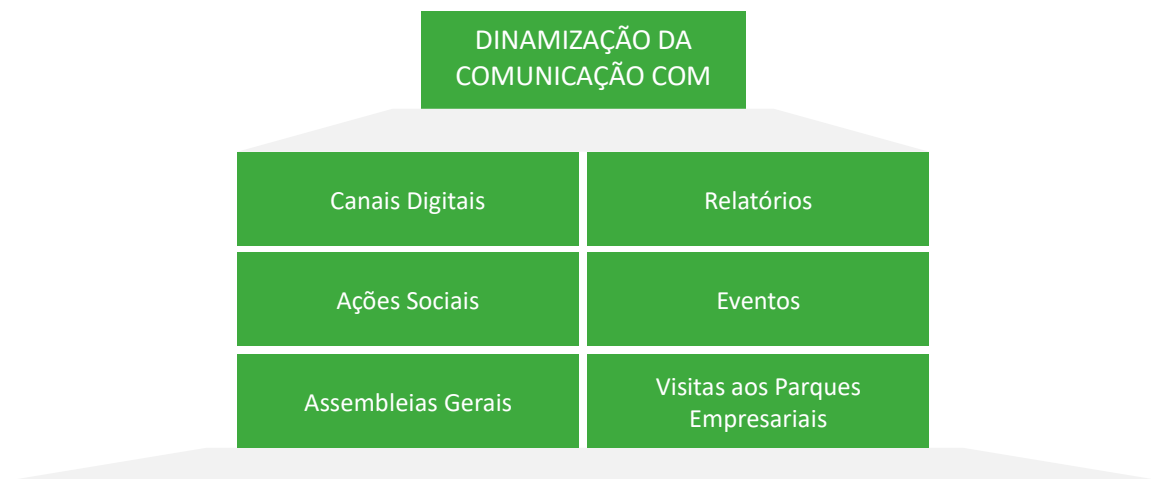 DINAMIZAÇÃO DA
COMUNICAÇÃO COM
Canais Digitais
Relatórios
Ações Sociais
Eventos
Assembleias Gerais
Visitas aos Parques
Empresariais